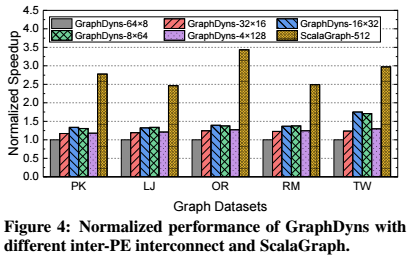 4.5
4.0
3.5
3.0
2.5
2.0
1.5
1.0
0.5
0.0
Normalized Speedup
GraphDyns-64×8 GraphDyns-32×16 GraphDyns-16×32
GraphDyns-8×64 GraphDyns-4×128 ScalaGraph-512
PK LJ OR RM TW
Graph Datasets
Figure 4: Normalized performance of GraphDyns with
different inter-PE interconnect and ScalaGraph.